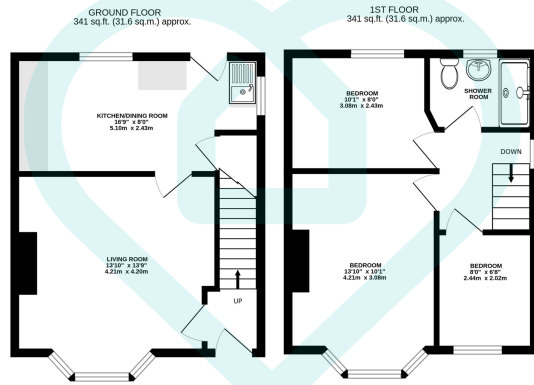 GROUND FLOOR
341 sq.ft. (31.6 sq.m.) approx.
KITCHEN/DINING ROOM
16'9" x 8'0"
5.10m x 2.43m
LIVING ROOM
13'10" x 13'9"
4.21m x 4.20m
UP
1ST FLOOR
341 sq.ft. (31.6 sq.m.) approx.
BEDROOM
10'1" x 8'0"
3.08m x 2.43m
SHOWER
ROOM
DOWN
BEDROOM
13'10" x 10'1"
4.21m x 3.08m
BEDROOM
8'0" x 6'8"
2.44m x 2.02m